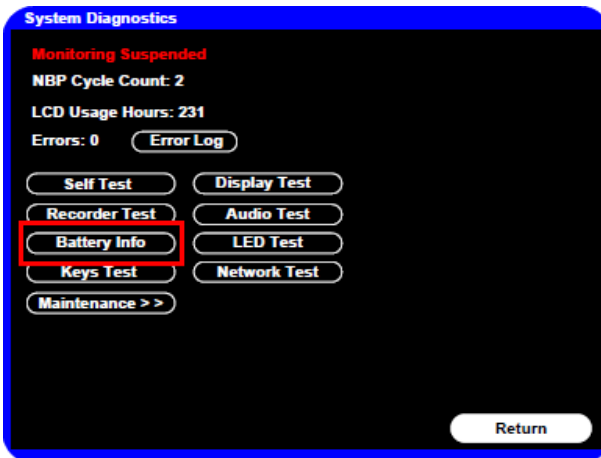 System Diagnostics
Monitoring Suspended
NBP Cycle Count: 2
LCD Usage Hours: 231
Errors: 0 Error Log
Self Test Display Test
Recorder Test Audio Test
Battery Info LED Test
Keys Test Network Test
Maintenance > >
Return